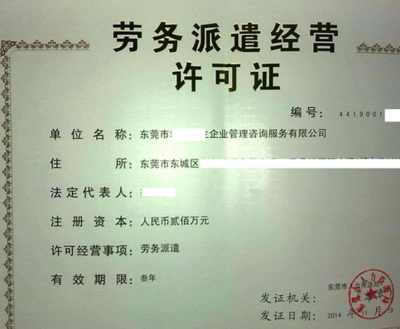 劳务派遣经营
许可证
编号：4419001
单位名称：东莞市 企业管理咨询服务有限公司
住所：东莞市东城区
法定代表人：
注册资本：人民币贰佰万元
许可经营事项：劳务派遣
有效期限：叁年
发证机关：
发证日期：2014 年 月